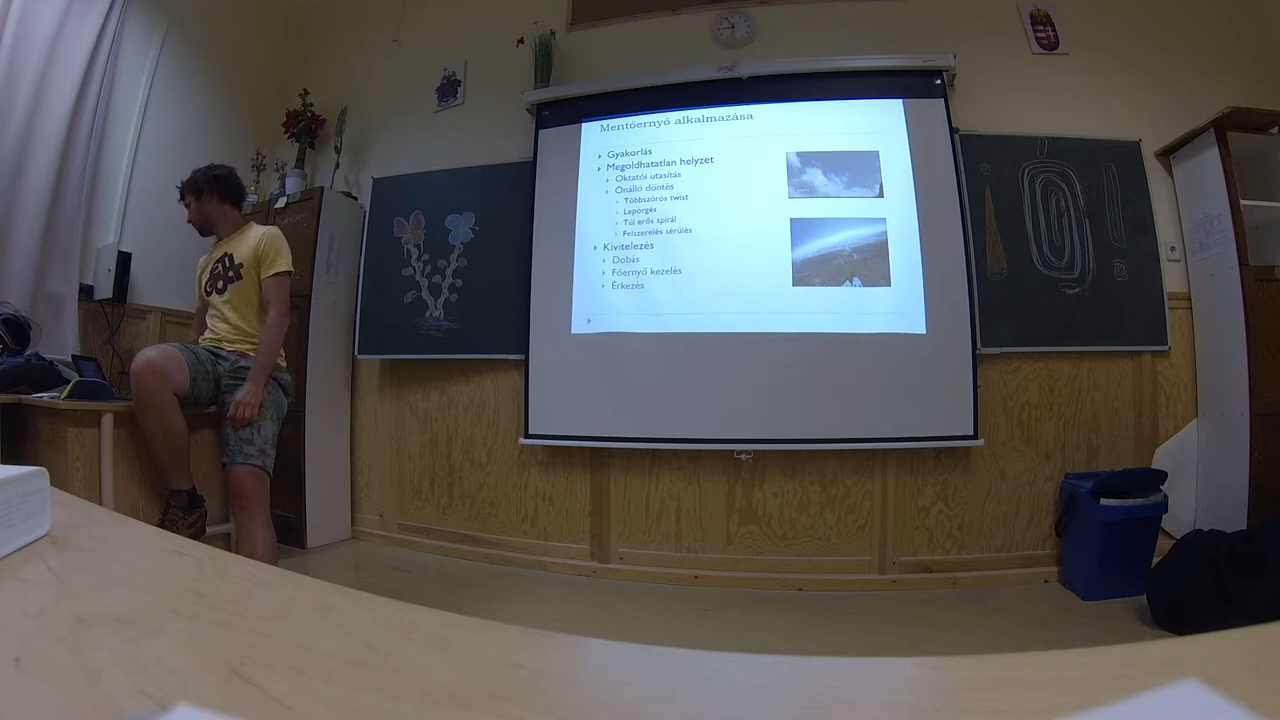 Mentőernyő alkalmazása
Gyakorlás
Megoldhatatlan helyzet
Oktatói utasítás
Önálló döntés
Többszörös twist
Lepörgés
Túl erős spirál
Felszerelés sérülés
Kivitelezés
Dobás
Főernyő kezelés
Érkezés